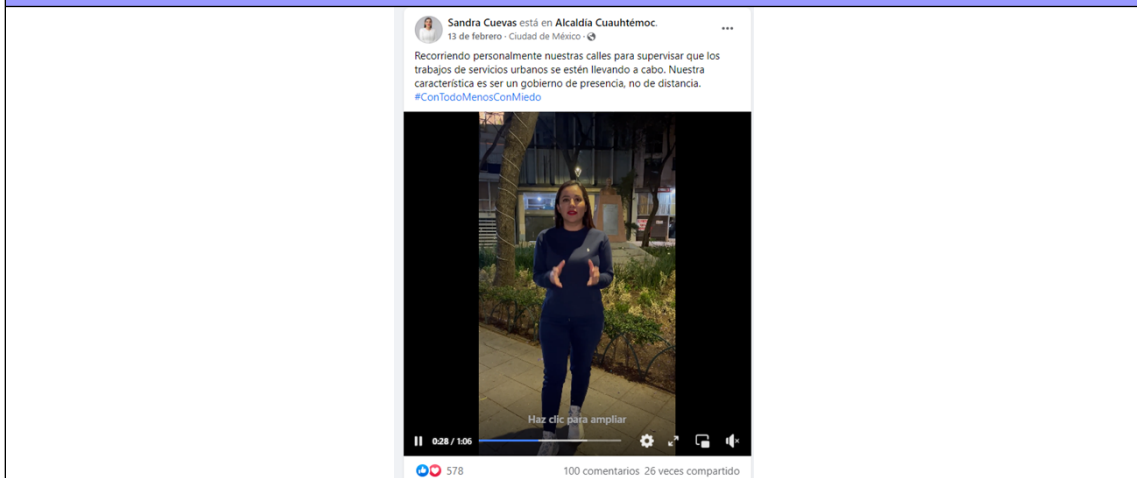 Sandra Cuevas está en Alcaldía Cuauhtémoc.
13 de febrero · Ciudad de México ·
Recorriendo personalmente nuestras calles para supervisar que los
trabajos de servicios urbanos se estén llevando a cabo. Nuestra
característica es ser un gobierno de presencia, no de distancia.
#ConTodoMenosConMiedo
Haz clic para ampliar
0:28 / 1:06
578
100 comentarios 26 veces compartido